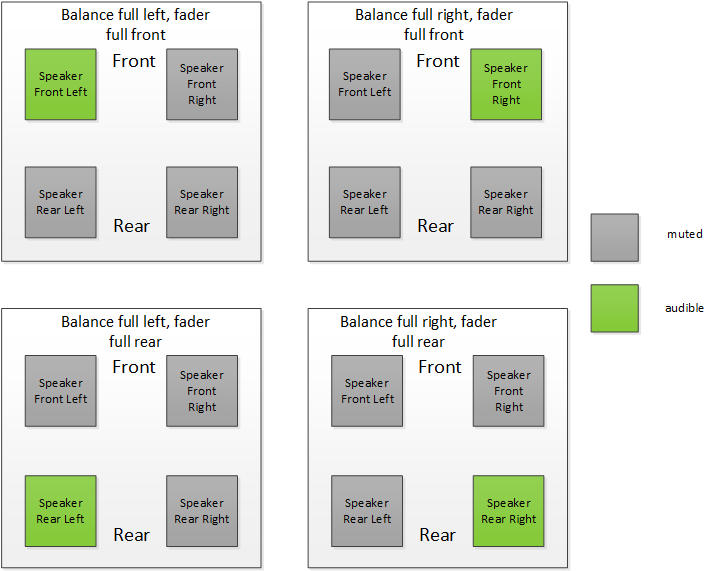 Balance full left, fader
full front
Front
Speaker
Front Left
Speaker
Front
Right
Speaker
Rear Left
Speaker
Rear Right
Rear
Balance full right, fader
full front
Front
Speaker
Front Left
Speaker
Front
Right
Speaker
Rear Left
Speaker
Rear Right
Rear
muted
audible
Balance full left, fader
full rear
Front
Speaker
Front Left
Speaker
Front
Right
Speaker
Rear Left
Speaker
Rear Right
Rear
Balance full right, fader
full rear
Front
Speaker
Front Left
Speaker
Front
Right
Speaker
Rear Left
Speaker
Rear Right
Rear